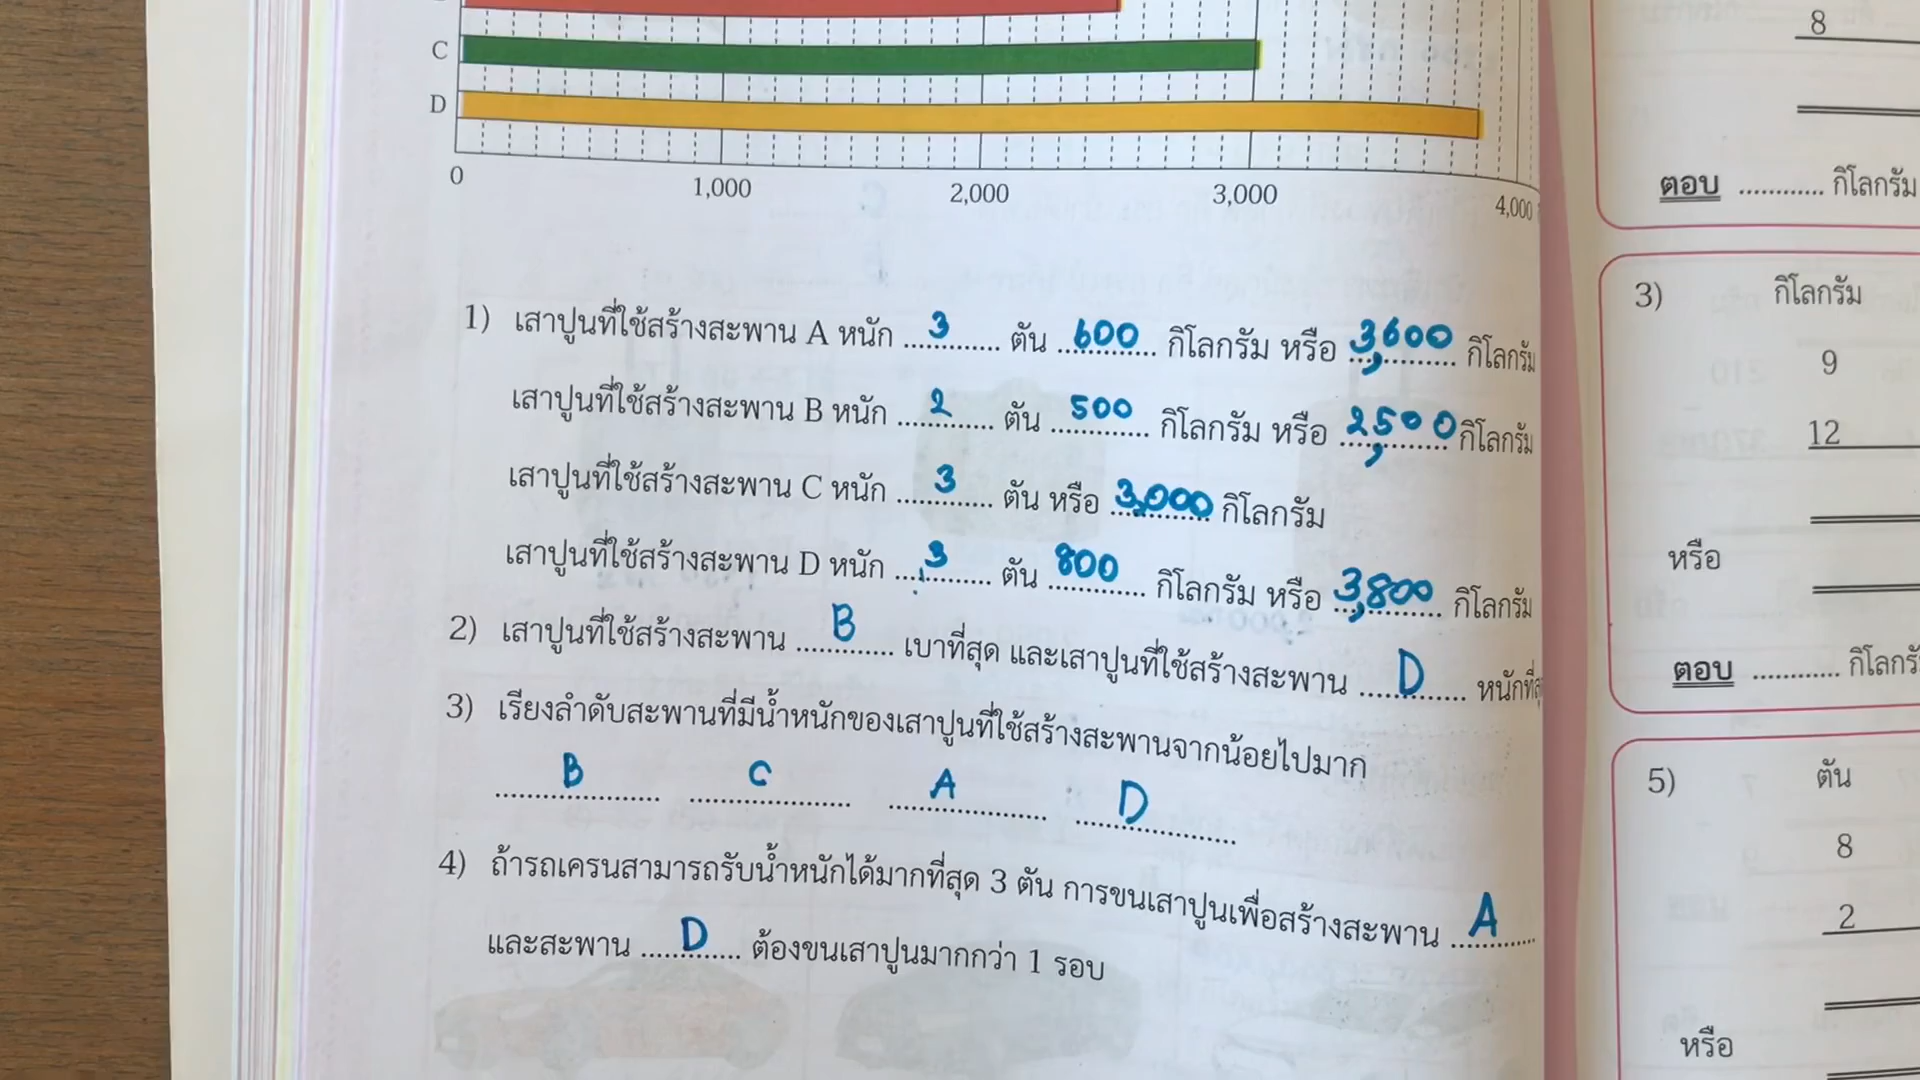 C
D
0 1,000 2,000 3,000 4,000
1) เสาปูนที่ใช้สร้างสะพาน A หนัก 3 ตัน 600 กิโลกรัม หรือ 3,600 กิโลกรัม
เสาปูนที่ใช้สร้างสะพาน B หนัก 2 ตัน 500 กิโลกรัม หรือ 2,500 กิโลกรัม
เสาปูนที่ใช้สร้างสะพาน C หนัก 3 ตัน หรือ 3,000 กิโลกรัม
เสาปูนที่ใช้สร้างสะพาน D หนัก 3 ตัน 800 กิโลกรัม หรือ 3,800 กิโลกรัม
2) เสาปูนที่ใช้สร้างสะพาน B เบาที่สุด และเสาปูนที่ใช้สร้างสะพาน D หนักที่สุ
3) เรียงลำดับสะพานที่มีน้ำหนักของเสาปูนที่ใช้สร้างสะพานจากน้อยไปมาก
B C A D
4) ถ้ารถเครนสามารถรับน้ำหนักได้มากที่สุด 3 ตัน การขนเสาปูนเพื่อสร้างสะพาน A
และสะพาน D ต้องขนเสาปูนมากกว่า 1 รอบ
8
ตอบ ............ กิโลกรัม
3) กิโลกรัม
9
12
หรือ
ตอบ ............ กิโลกรั
5) ตัน
8
2
หรือ